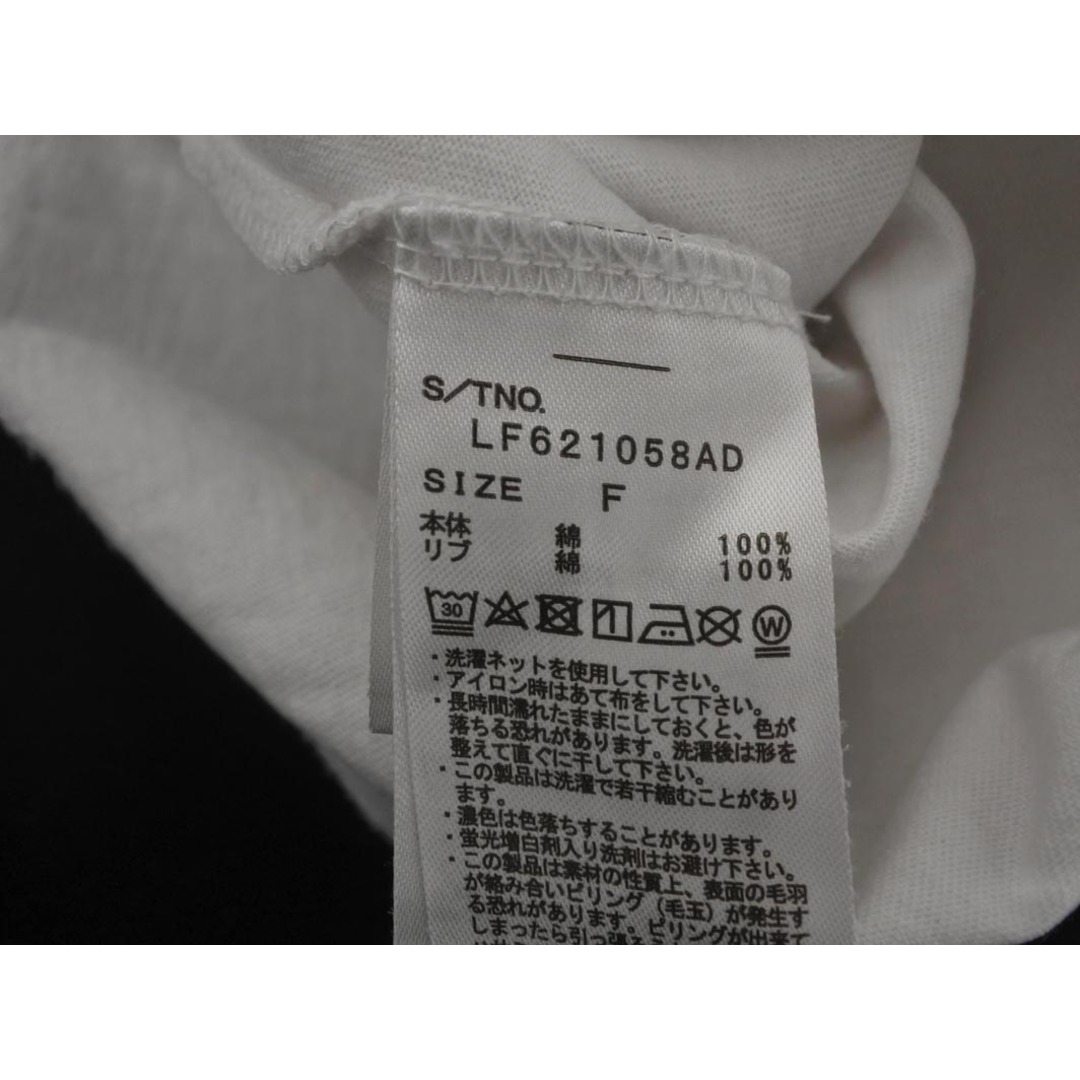 S/TNO.
LF621058AD
SIZE F
本体 綿 100%
リブ 綿 100%
30 W
・洗濯ネットを使用して下さい。
・アイロン時はあて布をして下さい。
・長時間濡れたままにしておくと、色が
落ちる恐れがあります。洗濯後は形を
整えて直ぐに干して下さい。
・この製品は洗濯で若干縮むことがあり
ます。
・濃色は色落ちすることがあります。
・蛍光増白剤入り洗剤はお避け下さい。
・この製品は素材の性質上、表面の毛羽
が絡み合いピリング（毛玉）が発生す
る恐れがあります。ピリングが出来て
しまったら引っ張る